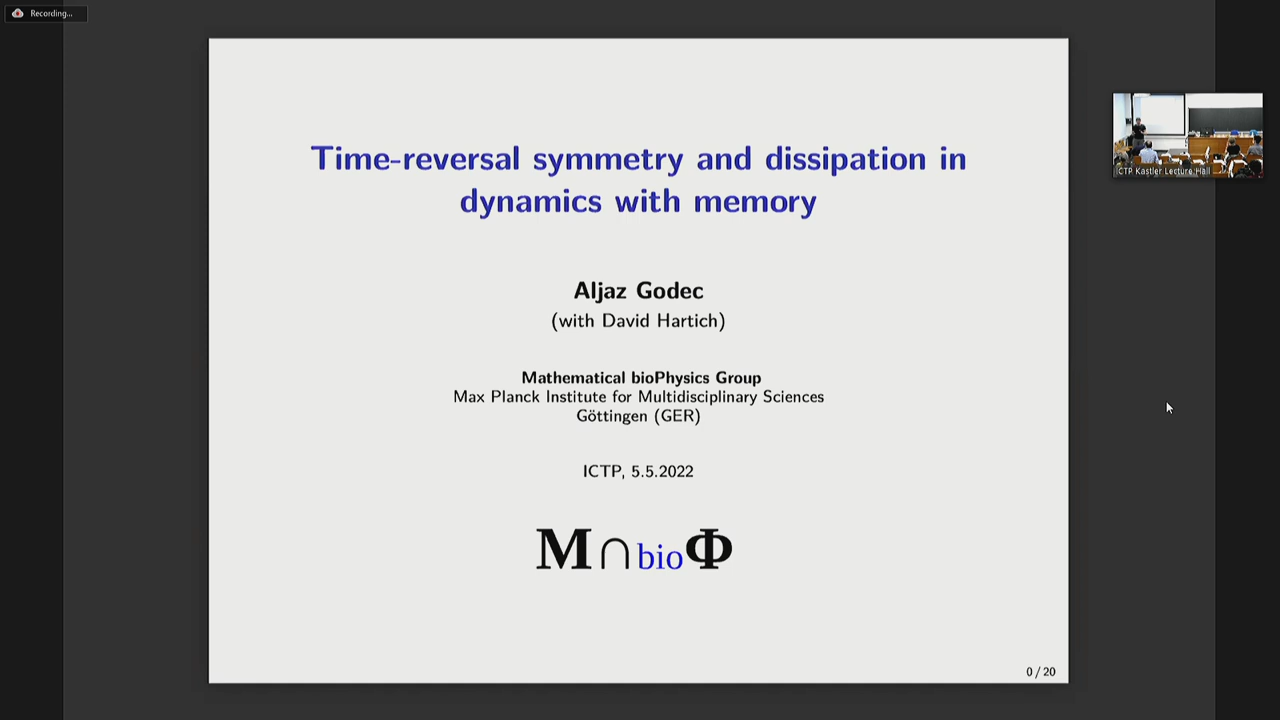 Recording...
Time-reversal symmetry and dissipation in
dynamics with memory
Aljaz Godec
(with David Hartich)
Mathematical bioPhysics Group
Max Planck Institute for Multidisciplinary Sciences
Göttingen (GER)
ICTP, 5.5.2022
M∩bioΦ
0 / 20
CTP Kastler Lecture Hall